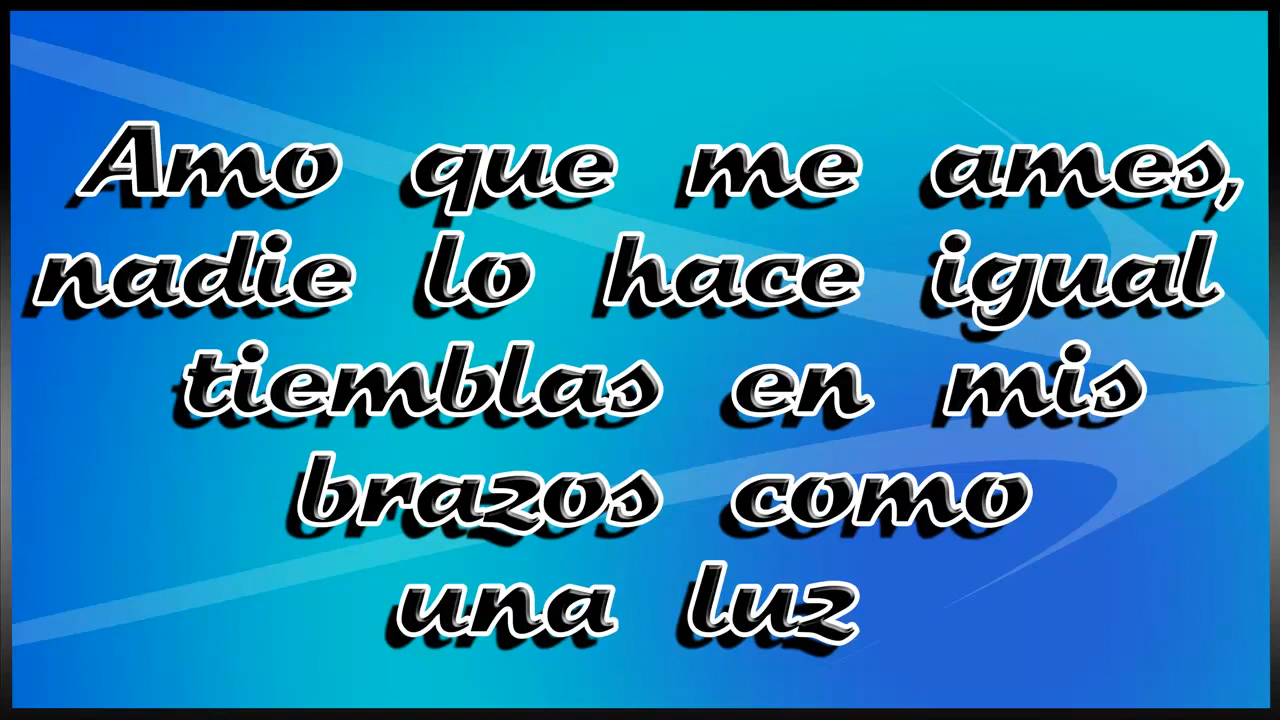 Amo que me ames,
nadie lo hace igual
tiemblas en mis
brazos como
una luz